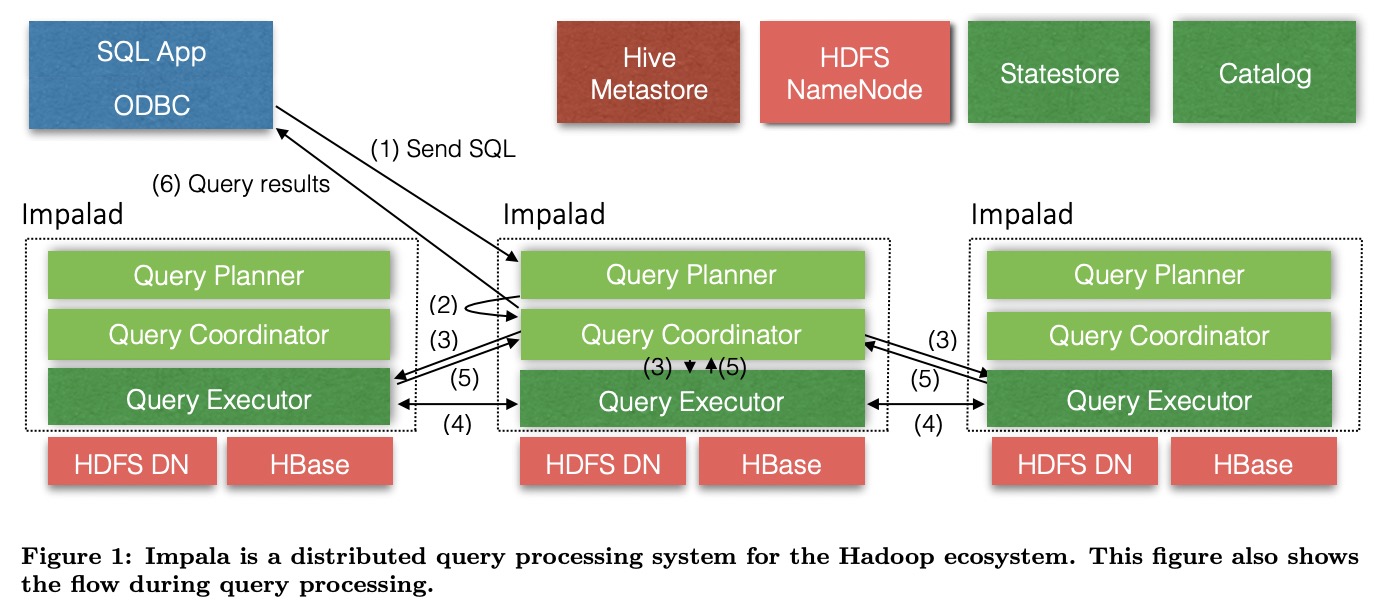 SQL App
ODBC
Hive
Metastore
HDFS
NameNode
Statestore
Catalog
(1) Send SQL
(6) Query results
Impalad
Impalad
Impalad
Query Planner
Query Planner
Query Planner
(2)
Query Coordinator
Query Coordinator
Query Coordinator
(3)
(3)
(3)
(5)
(5)
(5)
Query Executor
Query Executor
Query Executor
(4)
(4)
HDFS DN
HBase
HDFS DN
HBase
HDFS DN
HBase
Figure 1: Impala is a distributed query processing system for the Hadoop ecosystem. This figure also shows
the flow during query processing.